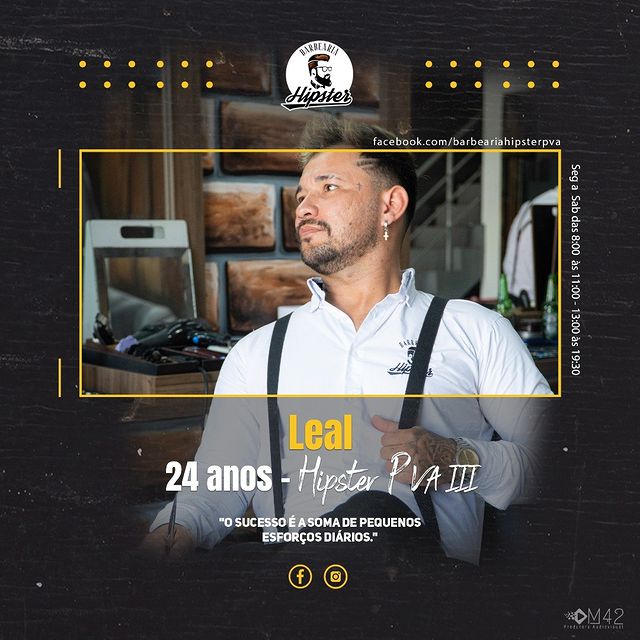 BARBEARIA
Hipster
facebook.com/barbeariahipsterpva
Seg a Sab das 8:00 às 11:00 - 13:00 às 19:30
BARBEARIA
Hipster
Leal
24 anos - Hipster PVA III
"O SUCESSO É A SOMA DE PEQUENOS
ESFORÇOS DIÁRIOS."
M42
Produtora Audiovisual